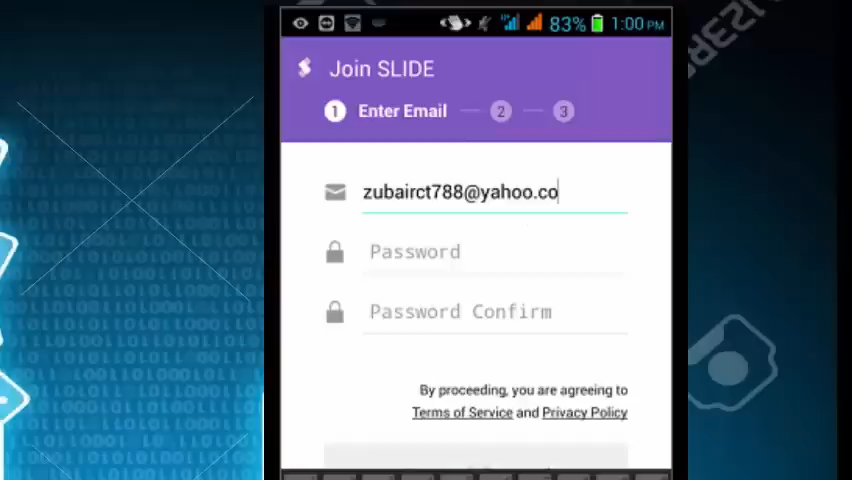 83% 1:00 PM
Join SLIDE
1 Enter Email 2 3
zubairct788@yahoo.co
Password
Password Confirm
By proceeding, you are agreeing to
Terms of Service and Privacy Policy